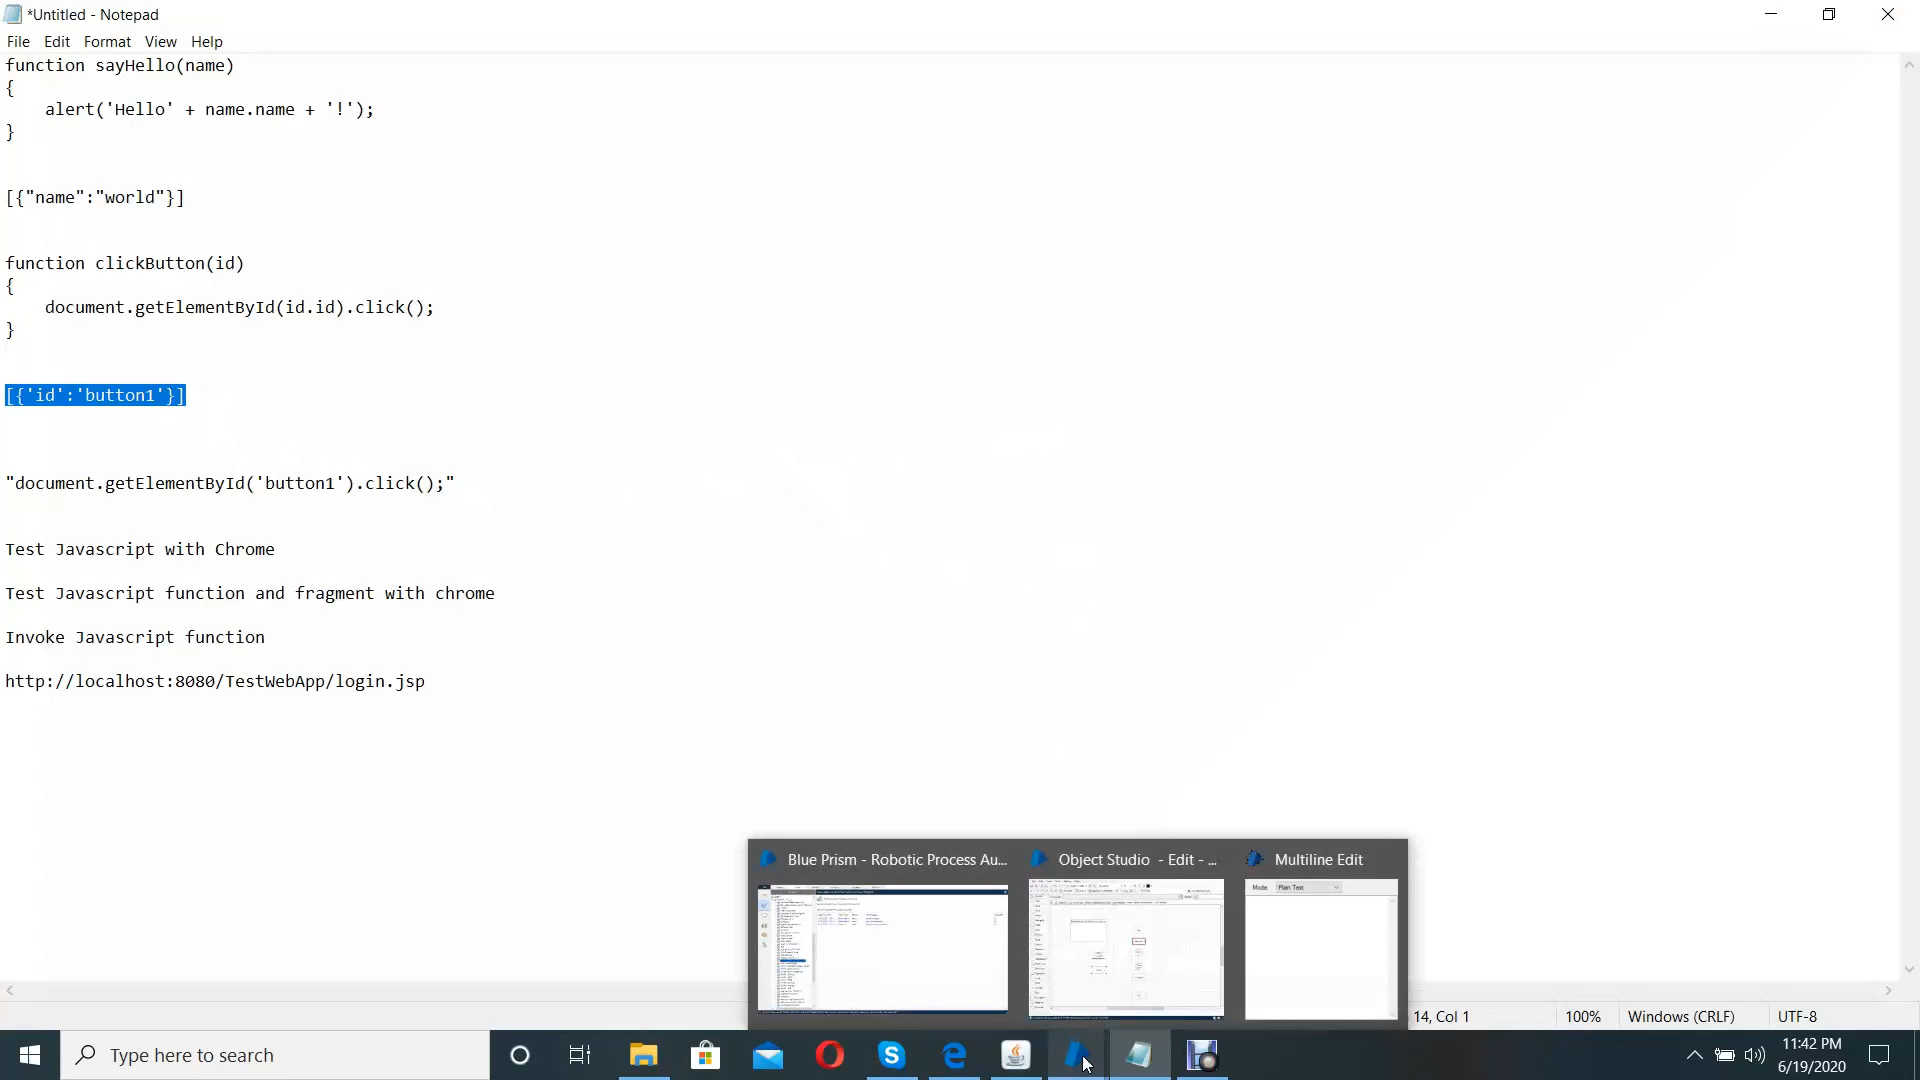 *Untitled - Notepad
File Edit Format View Help
function sayHello(name)
{
    alert('Hello' + name.name + '!');
}
[{"name":"world"}]
function clickButton(id)
{
    document.getElementById(id.id).click();
}
[{'id':'button1'}]
"document.getElementById('button1').click();"
Test Javascript with Chrome
Test Javascript function and fragment with chrome
Invoke Javascript function
http://localhost:8080/TestWebApp/login.jsp
Blue Prism - Robotic Process Au... Object Studio - Edit - ... Multiline Edit
Mode: Plain Text
14, Col 1 100% Windows (CRLF) UTF-8
Type here to search
11:42 PM
6/19/2020